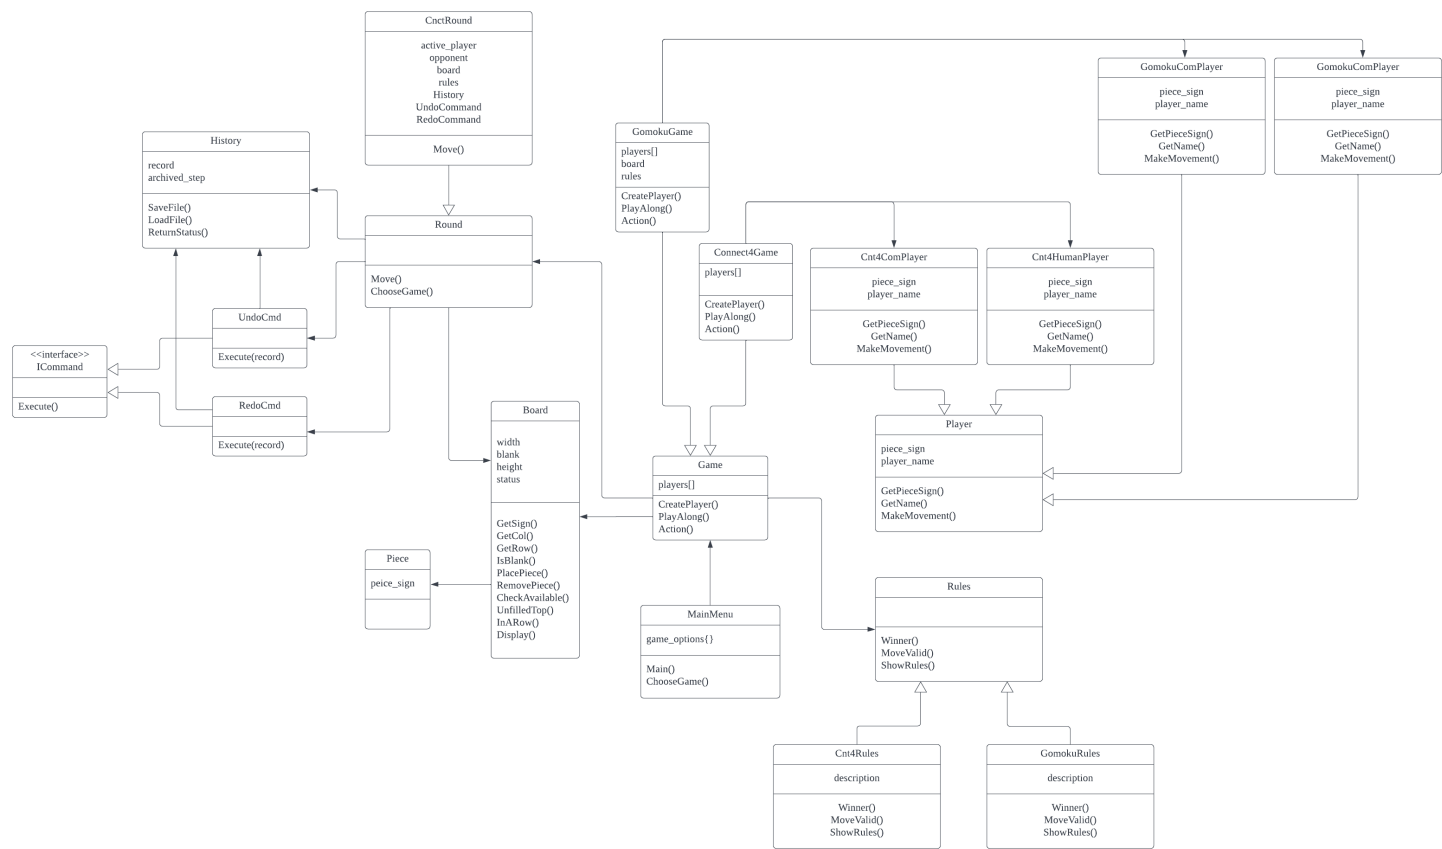 CnctRound
active_player
opponent
board
rules
History
UndoCommand
RedoCommand
Move()
GomokuComPlayer
piece_sign
player_name
GetPieceSign()
GetName()
MakeMovement()
GomokuComPlayer
piece_sign
player_name
GetPieceSign()
GetName()
MakeMovement()
GomokuGame
players[]
board
rules
CreatePlayer()
PlayAlong()
Action()
History
record
archived_step
SaveFile()
LoadFile()
ReturnStatus()
Round
Move()
ChooseGame()
Connect4Game
players[]
CreatePlayer()
PlayAlong()
Action()
Cnt4ComPlayer
piece_sign
player_name
GetPieceSign()
GetName()
MakeMovement()
Cnt4HumanPlayer
piece_sign
player_name
GetPieceSign()
GetName()
MakeMovement()
UndoCmd
Execute(record)
<<interface>>
ICommand
Execute()
RedoCmd
Execute(record)
Board
width
blank
height
status
GetSign()
GetCol()
GetRow()
IsBlank()
PlacePiece()
RemovePiece()
CheckAvailable()
UnfilledTop()
InARow()
Display()
Game
players[]
CreatePlayer()
PlayAlong()
Action()
Player
piece_sign
player_name
GetPieceSign()
GetName()
MakeMovement()
Piece
peice_sign
MainMenu
game_options{}
Main()
ChooseGame()
Rules
Winner()
MoveValid()
ShowRules()
Cnt4Rules
description
Winner()
MoveValid()
ShowRules()
GomokuRules
description
Winner()
MoveValid()
ShowRules()